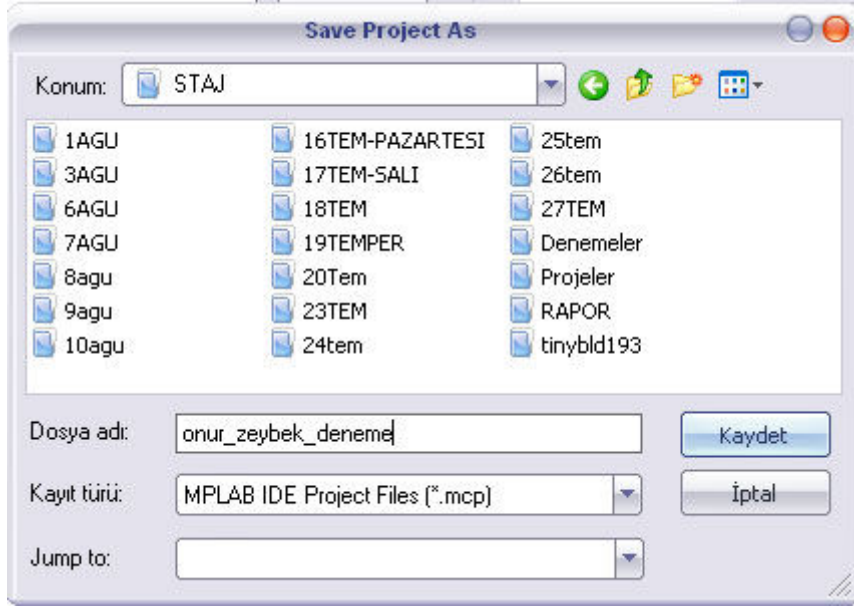 Save Project As
Konum: STAJ
1AGU 16TEM-PAZARTESI 25tem
3AGU 17TEM-SALI 26tem
6AGU 18TEM 27TEM
7AGU 19TEMPER Denemeler
8agu 20Tem Projeler
9agu 23TEM RAPOR
10agu 24tem tinybld193
Dosya adı: onur_zeybek_deneme Kaydet
Kayıt türü: MPLAB IDE Project Files (*.mcp) İptal
Jump to: